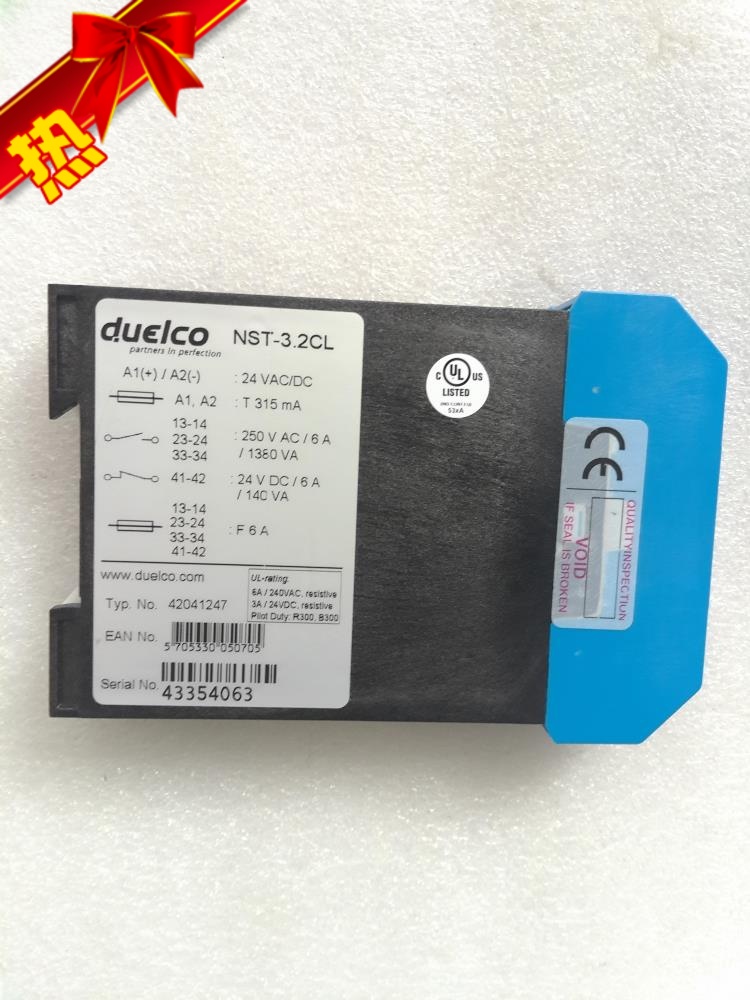 热
duelco NST-3.2CL
partners in perfection
A1(+) / A2(-) : 24 VAC/DC
A1, A2 : T 315 mA
13-14
23-24 : 250 V AC / 6 A
33-34 / 1380 VA
41-42 : 24 V DC / 6 A
/ 140 VA
13-14
23-24
33-34 : F 6 A
41-42
www.duelco.com
UL-rating:
6A / 240VAC, resistive
3A / 24VDC, resistive
Pilot Duty: R300, B300
Typ. No. 42041247
EAN No.
5 705330 050705
Serial No. 43354063
C UL US
LISTED
53xA
CE
QUALITYINSPECTION
VOID
IF SEAL IS BROKEN